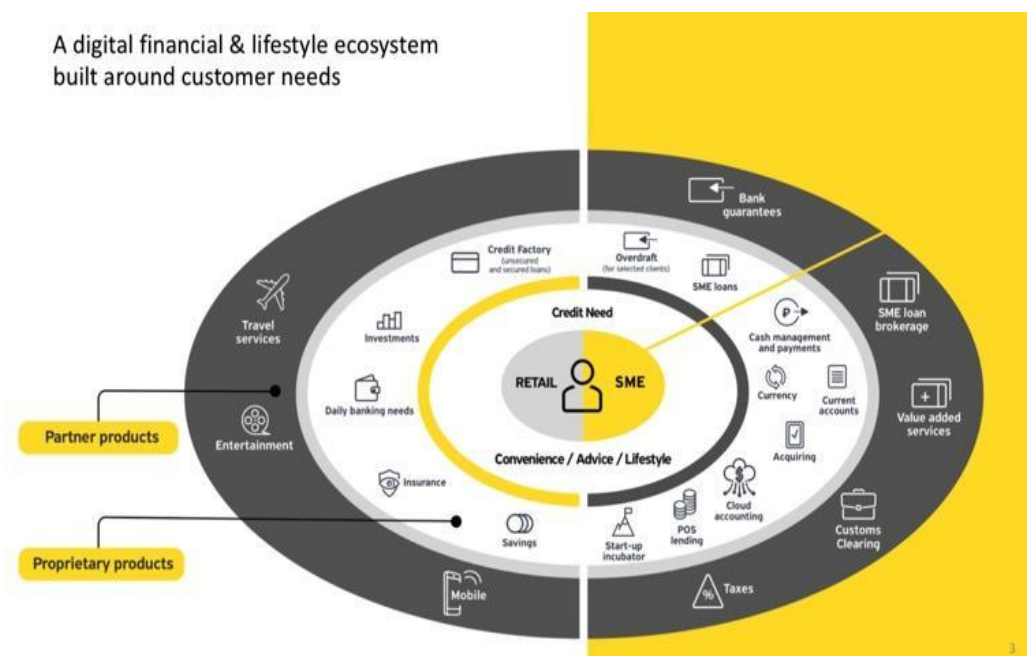 A digital financial & lifestyle ecosystem
built around customer needs
Bank
guarantees
Credit Factory
(unsecured
and secured loans)
Overdraft
(for selected clients)
SME loans
Travel
services
Investments
Credit Need
Cash management
and payments
SME loan
brokerage
RETAIL
SME
Daily banking needs
Currency
Current
accounts
Value added
services
Partner products
Entertainment
Acquiring
Convenience / Advice / Lifestyle
Insurance
$
Cloud
accounting
Customs
Clearing
Savings
Start-up
incubator
POS
lending
Proprietary products
Mobile
%
Taxes
₽
3